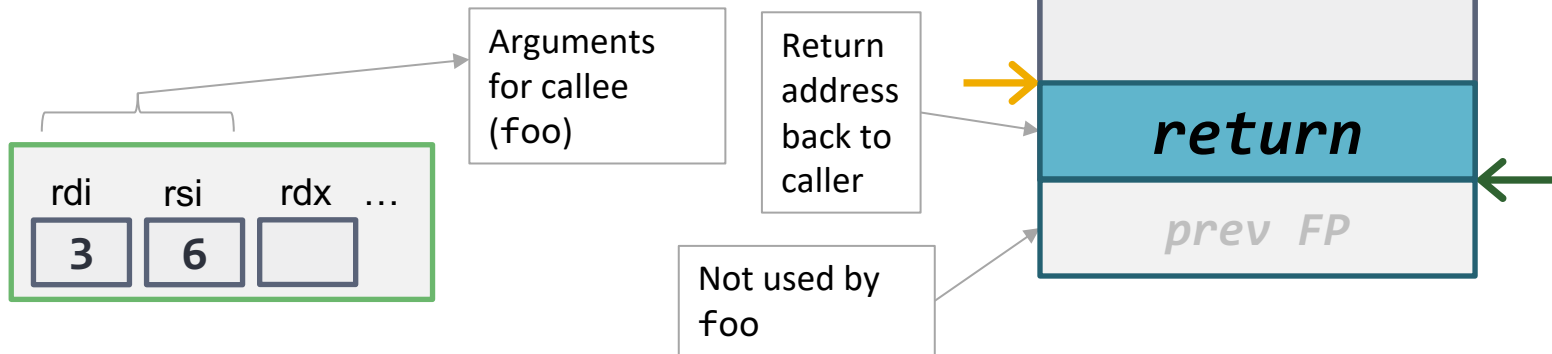 Arguments
for callee
(foo)
Return
address
back to
caller
return
rdi rsi rdx …
3 6
prev FP
Not used by
foo